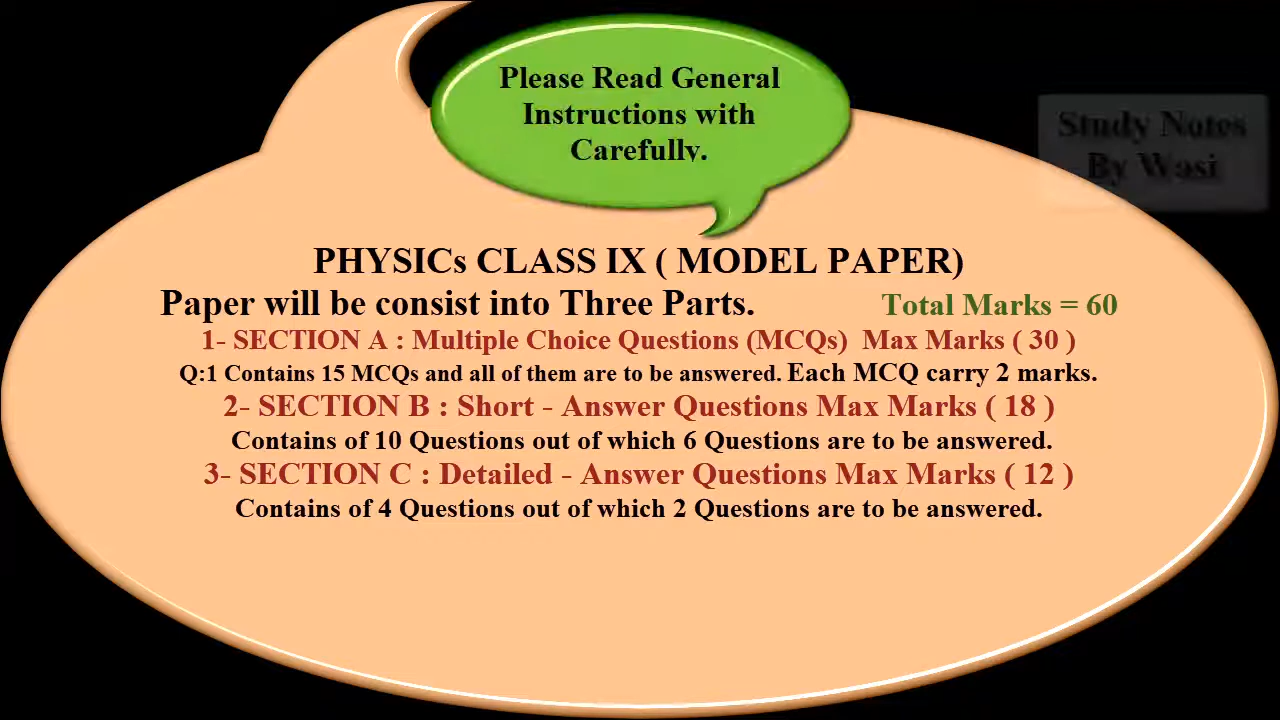 Please Read General
Instructions with
Carefully.
Study Notes
By Wasi
PHYSICs CLASS IX ( MODEL PAPER)
Paper will be consist into Three Parts. Total Marks = 60
1- SECTION A : Multiple Choice Questions (MCQs) Max Marks ( 30 )
Q:1 Contains 15 MCQs and all of them are to be answered. Each MCQ carry 2 marks.
2- SECTION B : Short - Answer Questions Max Marks ( 18 )
Contains of 10 Questions out of which 6 Questions are to be answered.
3- SECTION C : Detailed - Answer Questions Max Marks ( 12 )
Contains of 4 Questions out of which 2 Questions are to be answered.